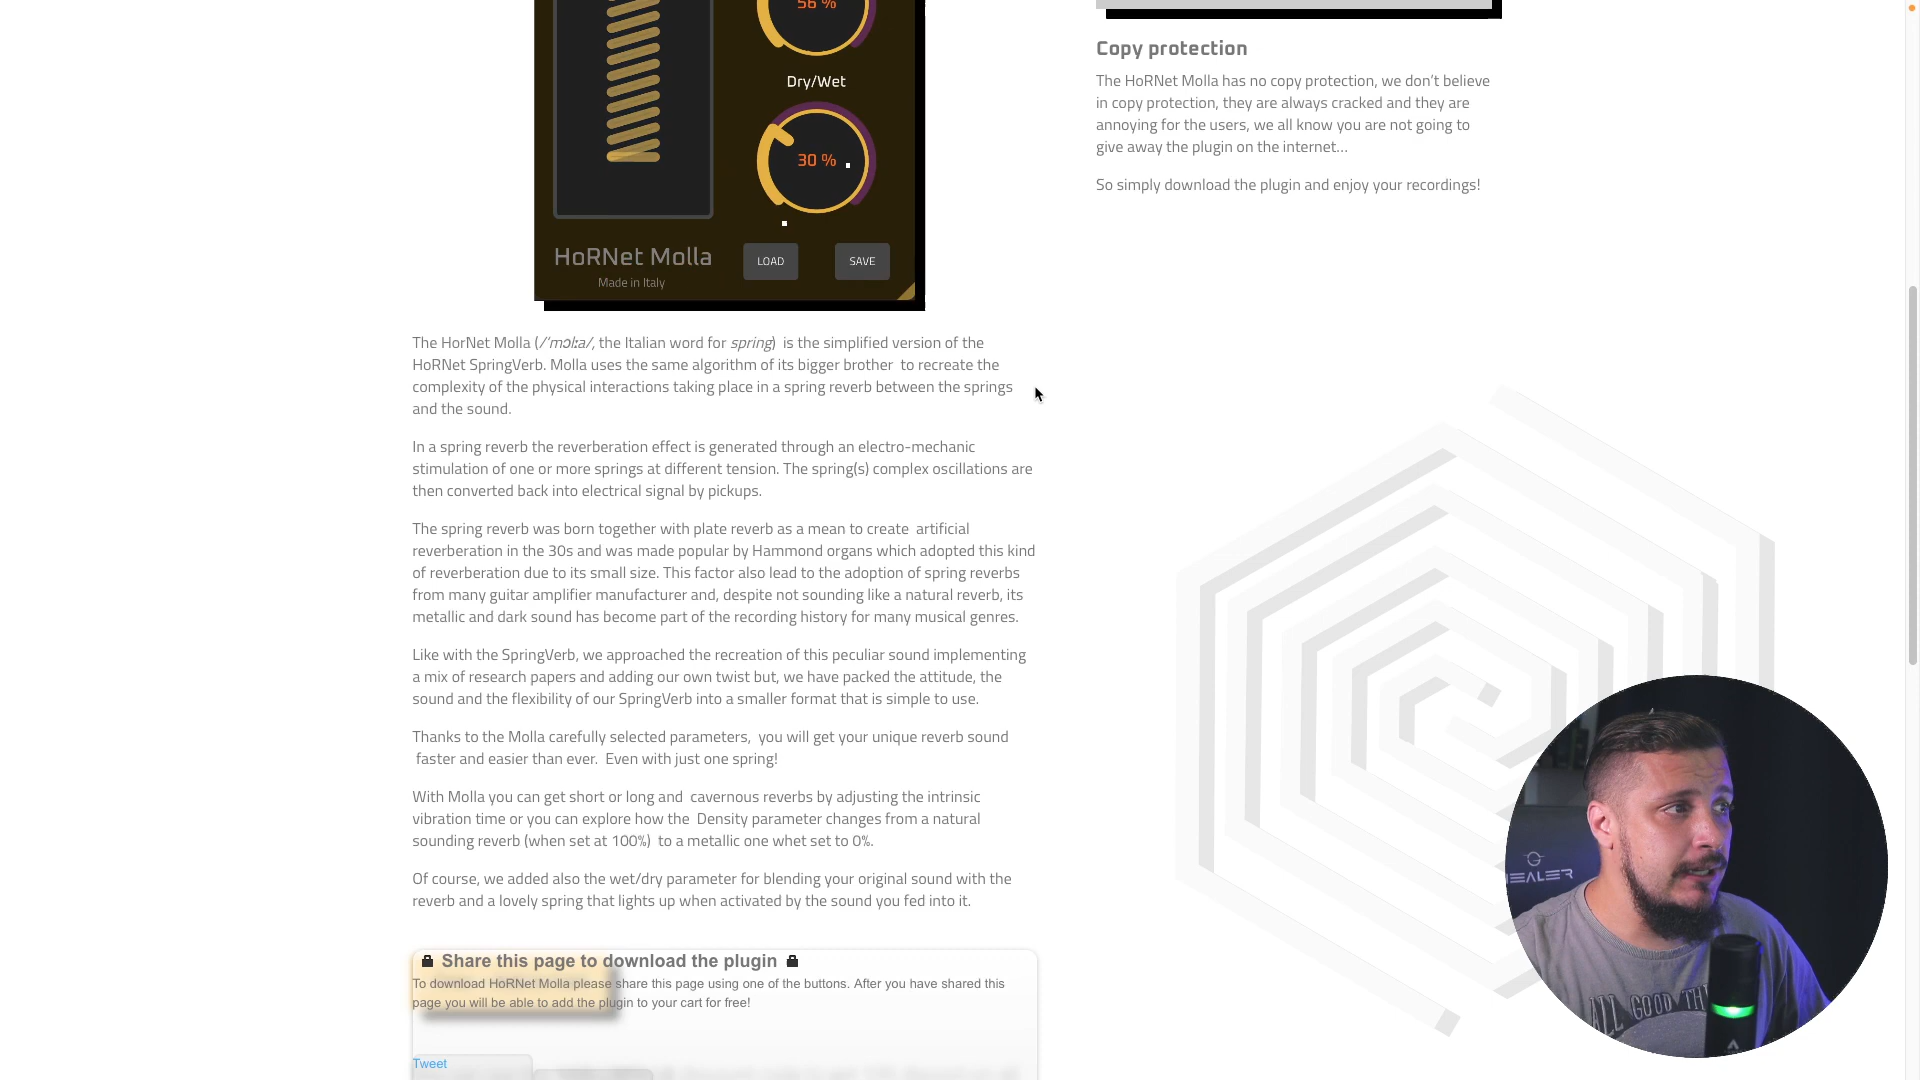 56 %
Dry/Wet
30 %
HoRNet Molla
Made in Italy
LOAD
SAVE
The HorNet Molla (/‘mɔlːa/, the Italian word for spring)  is the simplified version of the
HoRNet SpringVerb. Molla uses the same algorithm of its bigger brother  to recreate the
complexity of the physical interactions taking place in a spring reverb between the springs
and the sound.
In a spring reverb the reverberation effect is generated through an electro-mechanic
stimulation of one or more springs at different tension. The spring(s) complex oscillations are
then converted back into electrical signal by pickups.
The spring reverb was born together with plate reverb as a mean to create  artificial
reverberation in the 30s and was made popular by Hammond organs which adopted this kind
of reverberation due to its small size. This factor also lead to the adoption of spring reverbs
from many guitar amplifier manufacturer and, despite not sounding like a natural reverb, its
metallic and dark sound has become part of the recording history for many musical genres.
Like with the SpringVerb, we approached the recreation of this peculiar sound implementing
a mix of research papers and adding our own twist but, we have packed the attitude, the
sound and the flexibility of our SpringVerb into a smaller format that is simple to use.
Thanks to the Molla carefully selected parameters,  you will get your unique reverb sound
faster and easier than ever.  Even with just one spring!
With Molla you can get short or long and  cavernous reverbs by adjusting the intrinsic
vibration time or you can explore how the  Density parameter changes from a natural
sounding reverb (when set at 100%)  to a metallic one whet set to 0%.
Of course, we added also the wet/dry parameter for blending your original sound with the
reverb and a lovely spring that lights up when activated by the sound you fed into it.
Share this page to download the plugin
To download HoRNet Molla please share this page using one of the buttons. After you have shared this
page you will be able to add the plugin to your cart for free!
Tweet
Copy protection
The HoRNet Molla has no copy protection, we don’t believe
in copy protection, they are always cracked and they are
annoying for the users, we all know you are not going to
give away the plugin on the internet…
So simply download the plugin and enjoy your recordings!
ALL GOOD